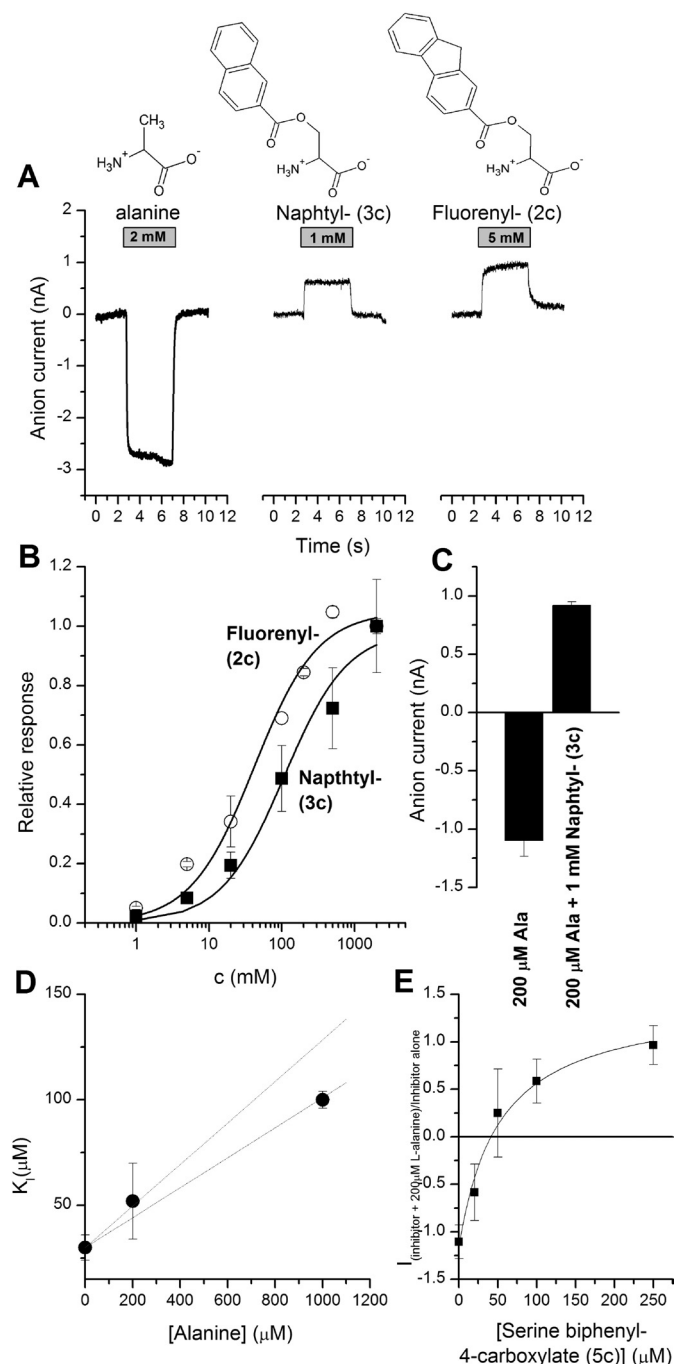 CH3
H3N+
O-
O
O
O
H3N+
O-
O
O
O
H3N+
O-
O
A
alanine
Naphtyl- (3c)
Fluorenyl- (2c)
2 mM
1 mM
5 mM
Anion current (nA)
2
1
0
-1
-2
-3
0 2 4 6 8 10 12
0 2 4 6 8 10 12
0 2 4 6 8 10 12
Time (s)
B
Relative response
1.2
1.0
0.8
0.6
0.4
0.2
0.0
Fluorenyl-
(2c)
Napthtyl-
(3c)
1 10 100 1000
c (mM)
C
Anion current (nA)
1.0
0.5
0.0
-0.5
-1.0
-1.5
200 μM Ala
200 μM Ala + 1 mM Naphtyl- (3c)
D
KI(μM)
150
100
50
0 200 400 600 800 1000 1200
[Alanine] (μM)
E
I(inhibitor + 200μM L-alanine)/Inhibitor alone
1.5
1.0
0.5
0.0
-0.5
-1.0
-1.5
0 50 100 150 200 250
[Serine biphenyl-
4-carboxylate (5c)] (μM)